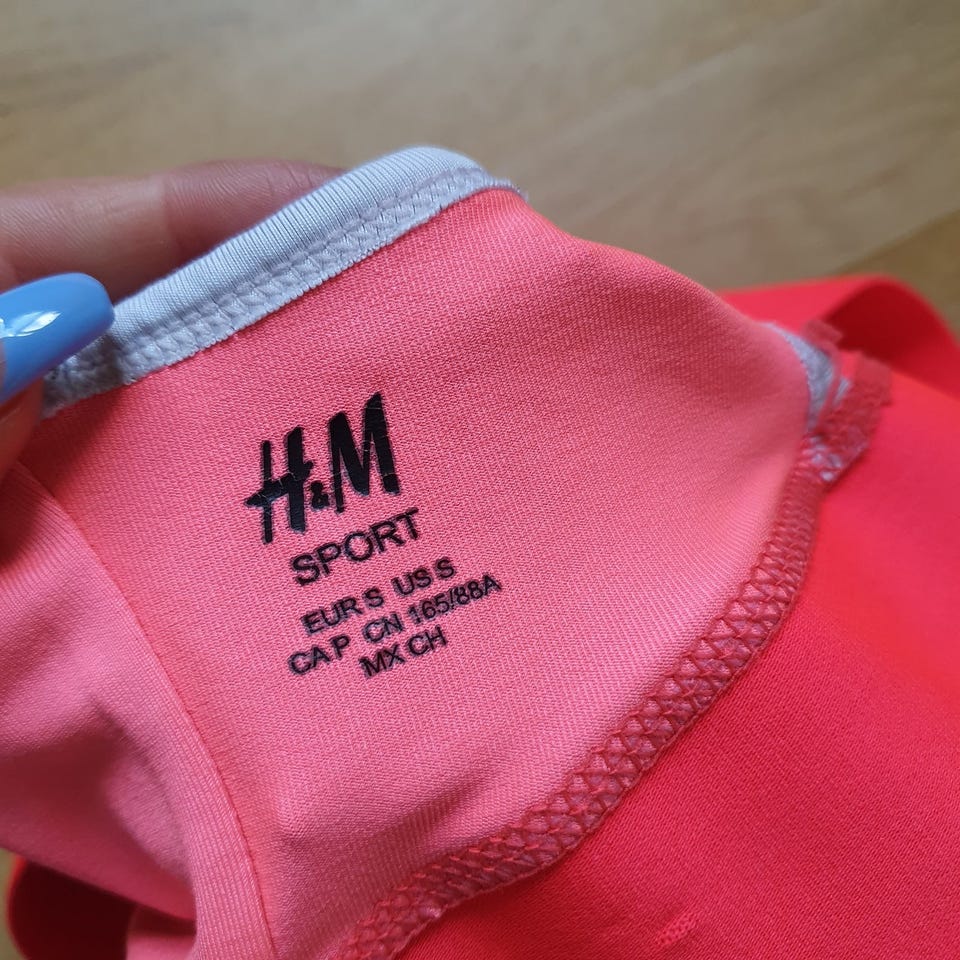 H&M
SPORT
EUR S US S
CA P CN 165/88A
MX CH